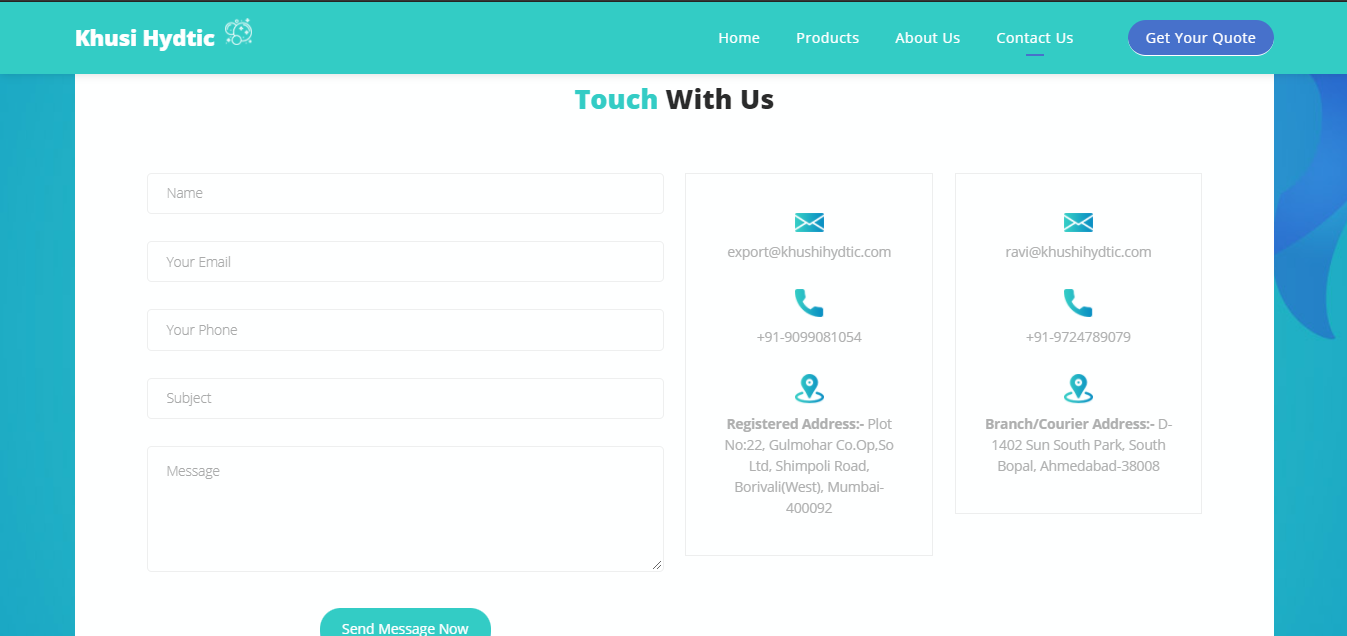 Khusi Hydtic
Home
Products
About Us
Contact Us
Get Your Quote
Touch With Us
Name
Your Email
Your Phone
Subject
Message
Send Message Now
export@khushihydtic.com
+91-9099081054
Registered Address:- Plot
No:22, Gulmohar Co.Op,So
Ltd, Shimpoli Road,
Borivali(West), Mumbai-
400092
ravi@khushihydtic.com
+91-9724789079
Branch/Courier Address:- D-
1402 Sun South Park, South
Bopal, Ahmedabad-38008